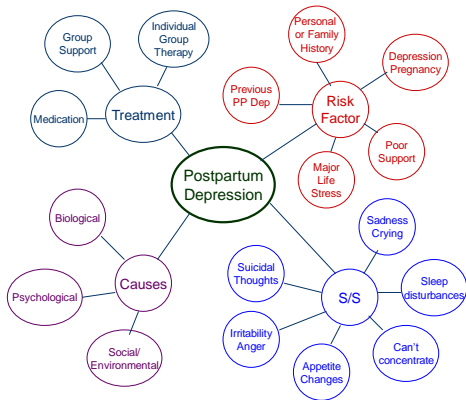 Group
Support
Individual
Group
Therapy
Medication
Treatment
Personal
or Family
History
Depression
Pregnancy
Previous
PP Dep
Risk
Factor
Poor
Support
Major
Life
Stress
Postpartum
Depression
Biological
Psychological
Causes
Social/
Environmental
Sadness
Crying
Suicidal
Thoughts
Sleep
disturbances
S/S
Irritability
Anger
Can't
concentrate
Appetite
Changes